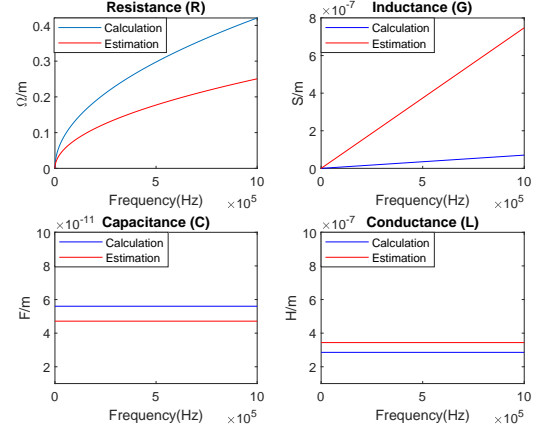 Resistance (R)
0.4
0.3
0.2
0.1
0
Ω/m
Calculation
Estimation
0
5
10
Frequency(Hz)
×10^5
Inductance (G)
×10^-7
8
6
4
2
0
S/m
Calculation
Estimation
0
5
10
Frequency(Hz)
×10^5
Capacitance (C)
×10^-11
10
8
6
4
2
F/m
Calculation
Estimation
0
5
10
Frequency(Hz)
×10^5
Conductance (L)
×10^-7
10
8
6
4
2
H/m
Calculation
Estimation
0
5
10
Frequency(Hz)
×10^5